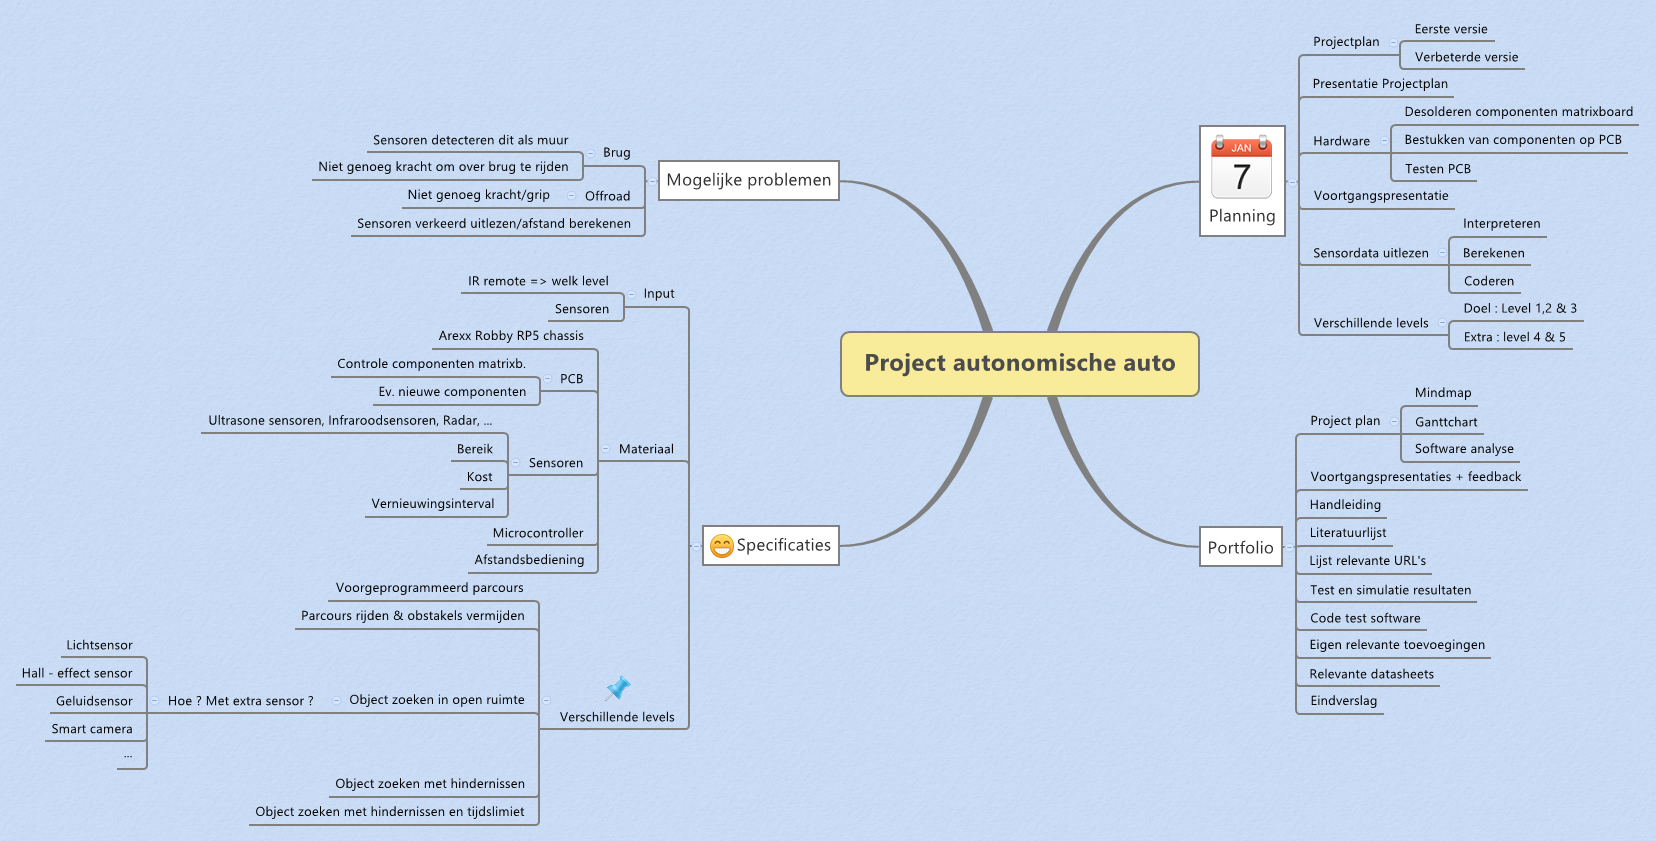 Project autonomische auto
Mogelijke problemen
Brug
Sensoren detecteren dit als muur
Niet genoeg kracht om over brug te rijden
Offroad
Niet genoeg kracht/grip
Sensoren verkeerd uitlezen/afstand berekenen
Specificaties
Input
IR remote => welk level
Sensoren
Materiaal
Arexx Robby RP5 chassis
PCB
Controle componenten matrixb.
Ev. nieuwe componenten
Sensoren
Ultrasone sensoren, Infraroodsensoren, Radar, ...
Bereik
Kost
Vernieuwingsinterval
Microcontroller
Afstandsbediening
Verschillende levels
Voorgeprogrammeerd parcours
Parcours rijden & obstakels vermijden
Object zoeken in open ruimte
Hoe ? Met extra sensor ?
Lichtsensor
Hall - effect sensor
Geluidsensor
Smart camera
...
Object zoeken met hindernissen
Object zoeken met hindernissen en tijdslimiet
JAN
7
Planning
Projectplan
Eerste versie
Verbeterde versie
Presentatie Projectplan
Hardware
Desolderen componenten matrixboard
Bestukken van componenten op PCB
Testen PCB
Voortgangspresentatie
Sensordata uitlezen
Interpreteren
Berekenen
Coderen
Verschillende levels
Doel : Level 1,2 & 3
Extra : level 4 & 5
Portfolio
Project plan
Mindmap
Ganttchart
Software analyse
Voortgangspresentaties + feedback
Handleiding
Literatuurlijst
Lijst relevante URL's
Test en simulatie resultaten
Code test software
Eigen relevante toevoegingen
Relevante datasheets
Eindverslag